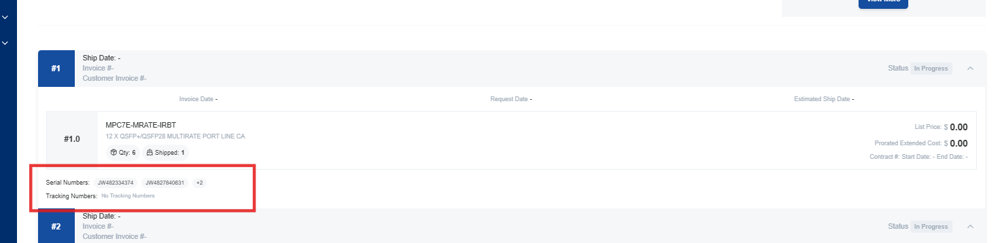 View More
#1
Ship Date: -
Invoice #-
Customer Invoice #-
Status In Progress
Invoice Date -
Request Date -
Estimated Ship Date -
#1.0
MPC7E-MRATE-IRBT
12 X QSFP+/QSFP28 MULTIRATE PORT LINE CA
Qty: 6 Shipped: 1
List Price: $ 0.00
Prorated Extended Cost: $ 0.00
Contract #: Start Date: - End Date: -
Serial Numbers: JW482334374 JW4827840631 +2
Tracking Numbers: No Tracking Numbers
#2
Ship Date: -
Invoice #-
Customer Invoice #-
Status In Progress